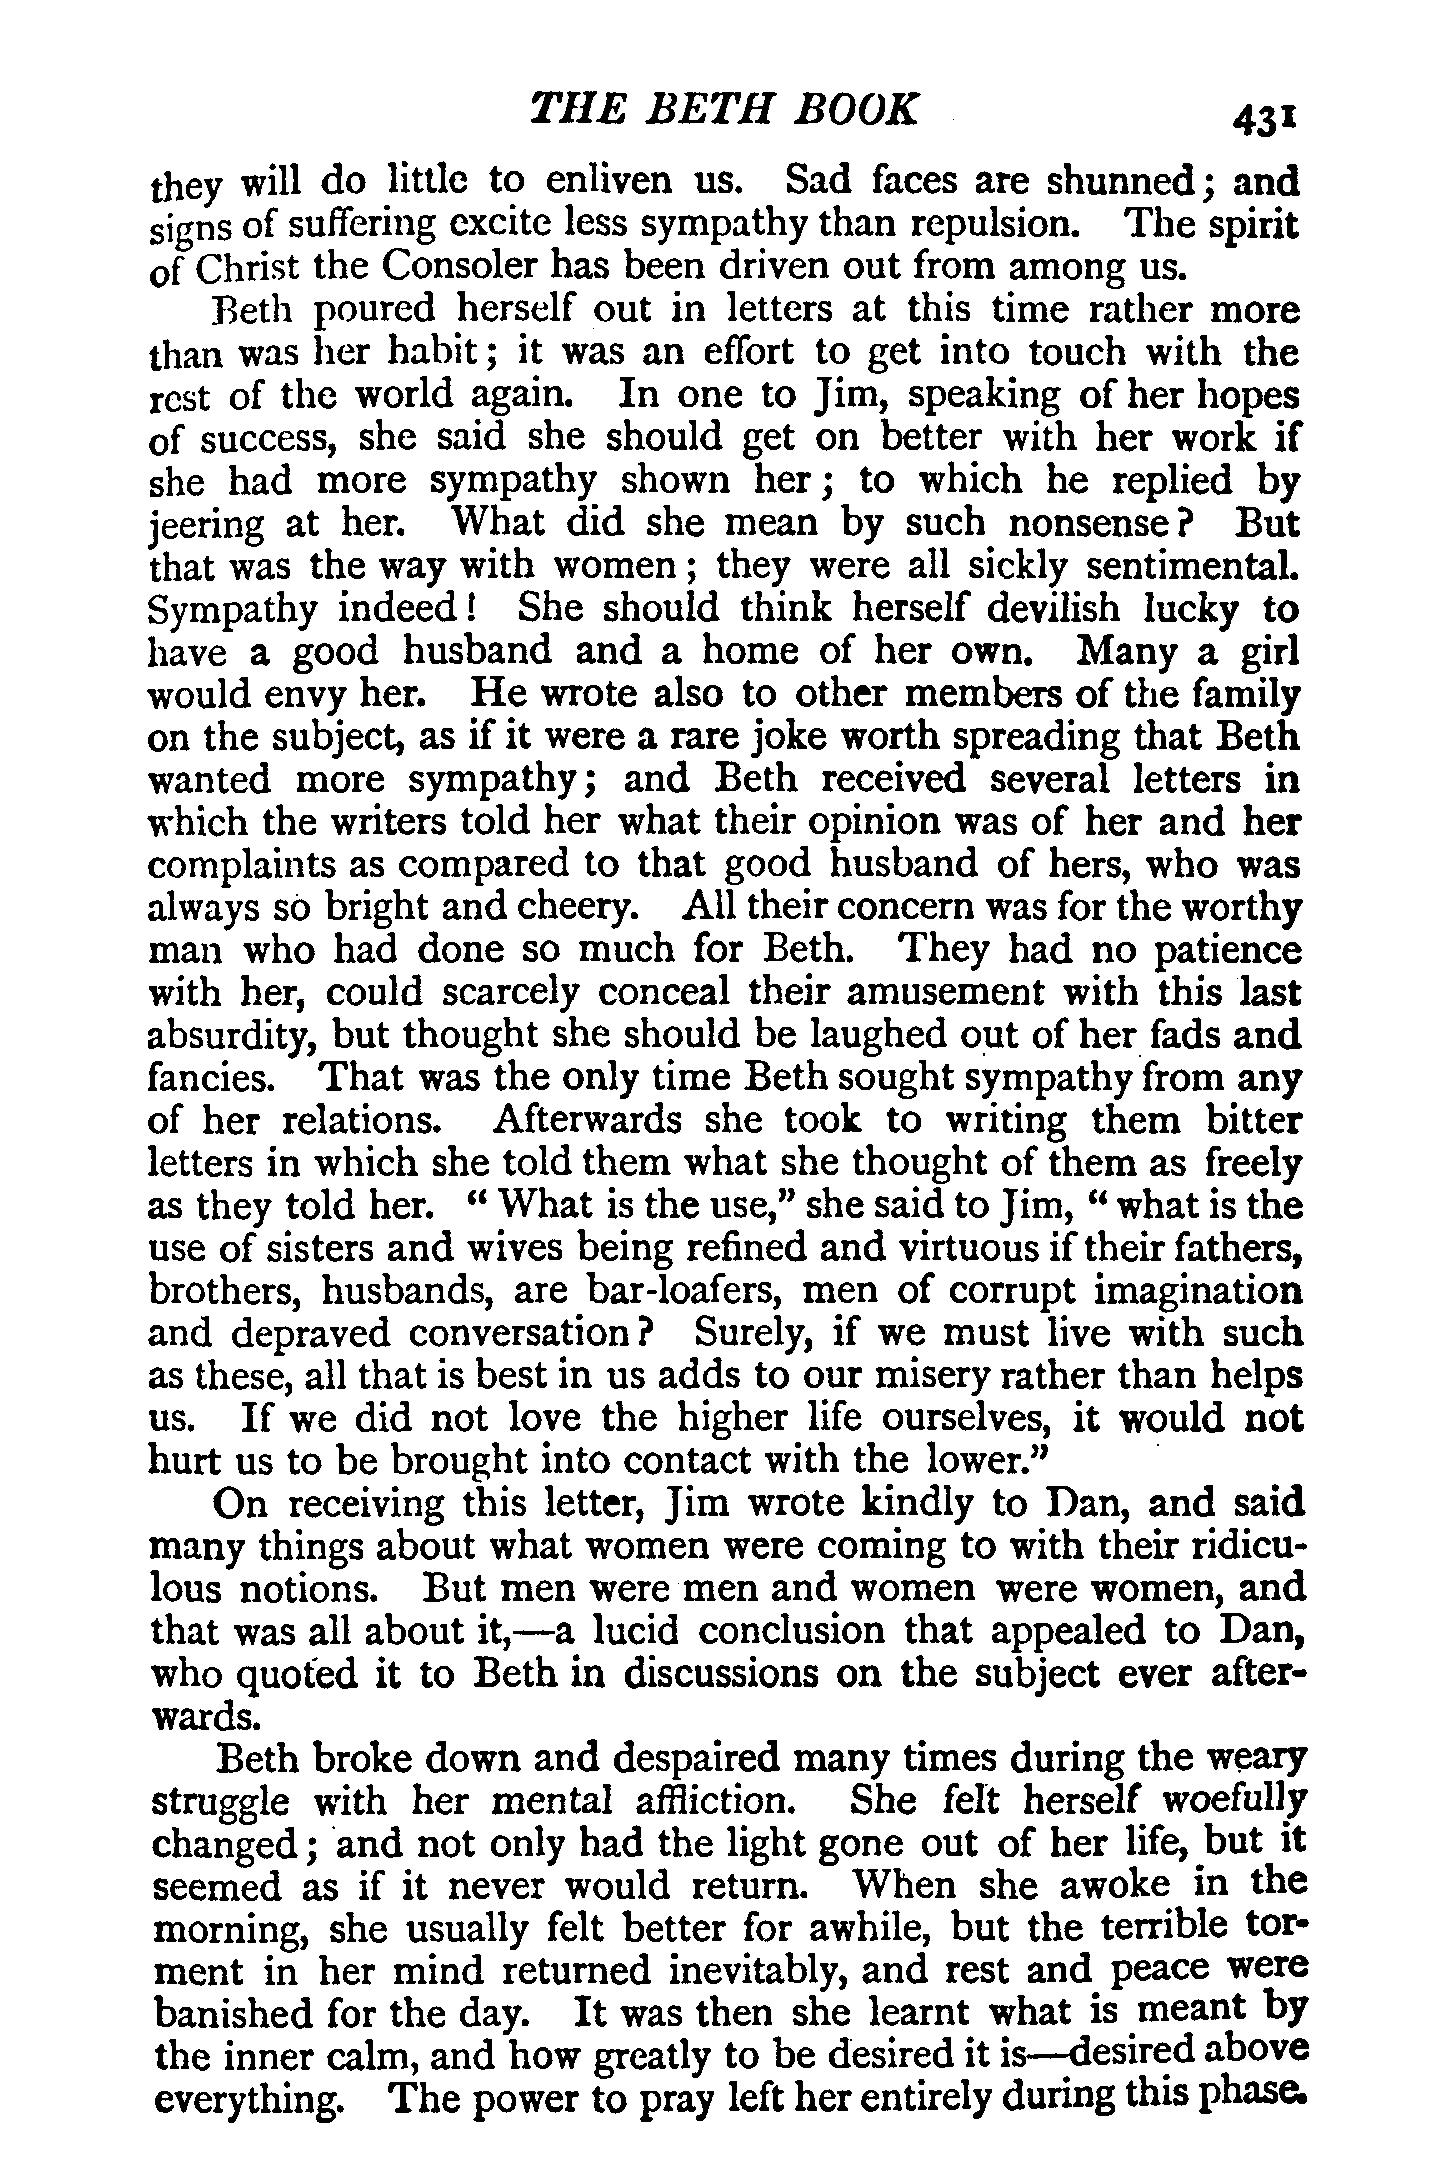 THE BETH BOOK 431
they will do little to enliven us. Sad faces are shunned; and
signs of suffering excite less sympathy than repulsion. The spirit
of Christ the Consoler has been driven out from among us.
Beth poured herself out in letters at this time rather more
than was her habit; it was an effort to get into touch with the
rest of the world again. In one to Jim, speaking of her hopes
of success, she said she should get on better with her work if
she had more sympathy shown her; to which he replied by
jeering at her. What did she mean by such nonsense? But
that was the way with women; they were all sickly sentimental.
Sympathy indeed! She should think herself devilish lucky to
have a good husband and a home of her own. Many a girl
would envy her. He wrote also to other members of the family
on the subject, as if it were a rare joke worth spreading that Beth
wanted more sympathy; and Beth received several letters in
which the writers told her what their opinion was of her and her
complaints as compared to that good husband of hers, who was
always so bright and cheery. All their concern was for the worthy
man who had done so much for Beth. They had no patience
with her, could scarcely conceal their amusement with this last
absurdity, but thought she should be laughed out of her fads and
fancies. That was the only time Beth sought sympathy from any
of her relations. Afterwards she took to writing them bitter
letters in which she told them what she thought of them as freely
as they told her. “What is the use,” she said to Jim, “what is the
use of sisters and wives being refined and virtuous if their fathers,
brothers, husbands, are bar-loafers, men of corrupt imagination
and depraved conversation? Surely, if we must live with such
as these, all that is best in us adds to our misery rather than helps
us. If we did not love the higher life ourselves, it would not
hurt us to be brought into contact with the lower.”
On receiving this letter, Jim wrote kindly to Dan, and said
many things about what women were coming to with their ridicu-
lous notions. But men were men and women were women, and
that was all about it,—a lucid conclusion that appealed to Dan,
who quoted it to Beth in discussions on the subject ever after-
wards.
Beth broke down and despaired many times during the weary
struggle with her mental affliction. She felt herself woefully
changed; and not only had the light gone out of her life, but it
seemed as if it never would return. When she awoke in the
morning, she usually felt better for awhile, but the terrible tor-
ment in her mind returned inevitably, and rest and peace were
banished for the day. It was then she learnt what is meant by
the inner calm, and how greatly to be desired it is—desired above
everything. The power to pray left her entirely during this phase.